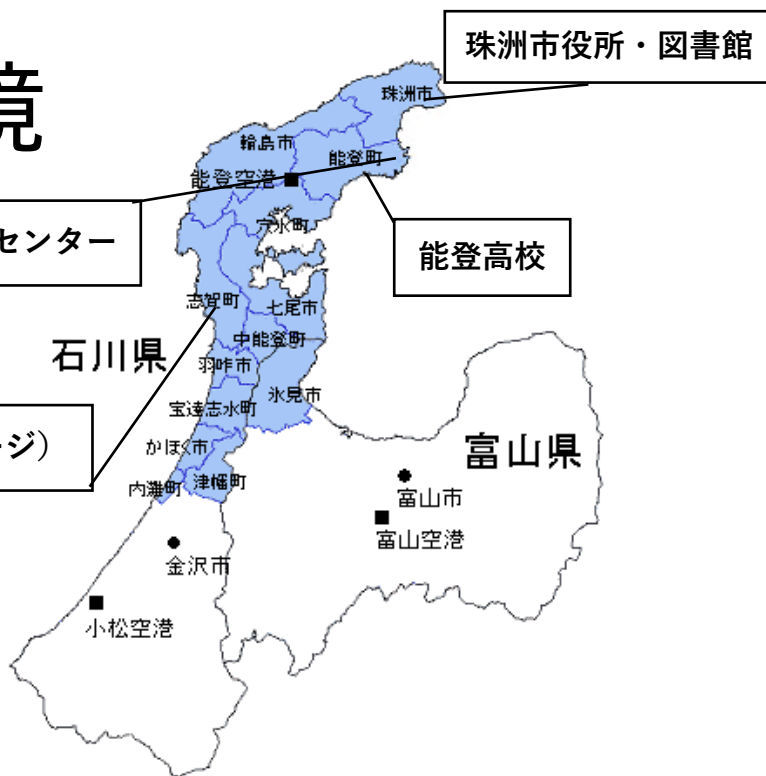 珠洲市役所・図書館
境
珠洲市
輪島市
能登町
能登空港
センター
穴水町
能登高校
志賀町
七尾市
中能登町
石川県
羽咋市
氷見市
宝達志水町
ージ）
かほく市
富山県
内灘町
津幡町
富山市
富山空港
金沢市
小松空港